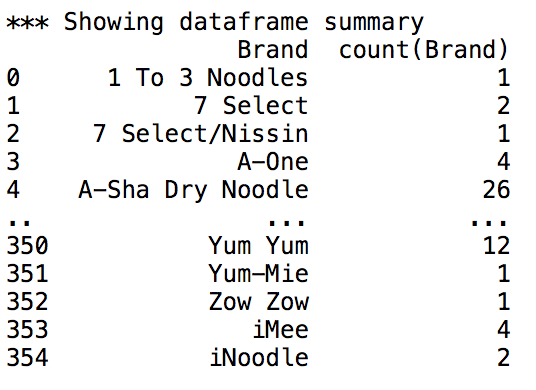 *** Showing dataframe summary
Brand count(Brand)
0 1 To 3 Noodles 1
1 7 Select 2
2 7 Select/Nissin 1
3 A-One 4
4 A-Sha Dry Noodle 26
.. ... ...
350 Yum Yum 12
351 Yum-Mie 1
352 Zow Zow 1
353 iMee 4
354 iNoodle 2